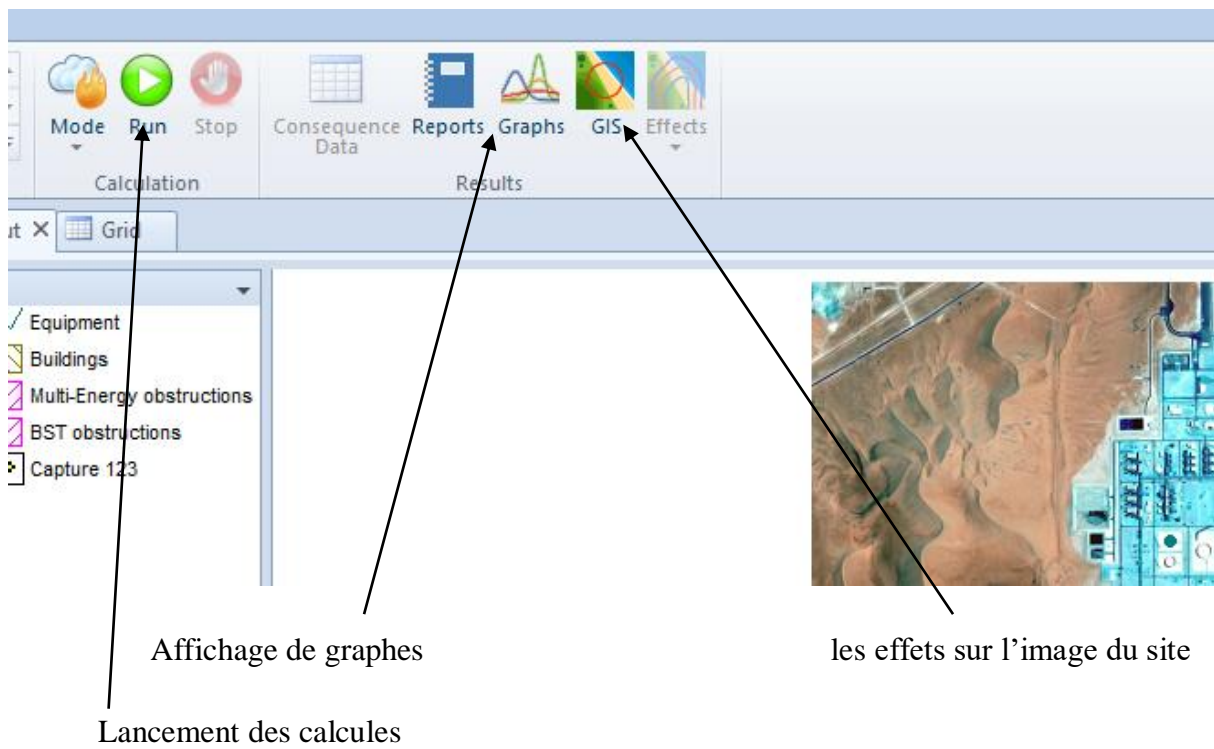 Mode Run Stop Consequence Reports Graphs GIS Effects
Data
Calculation Results
ut Grid
Equipment
Buildings
Multi-Energy obstructions
BST obstructions
Capture 123
Affichage de graphes les effets sur l’image du site
Lancement des calcules